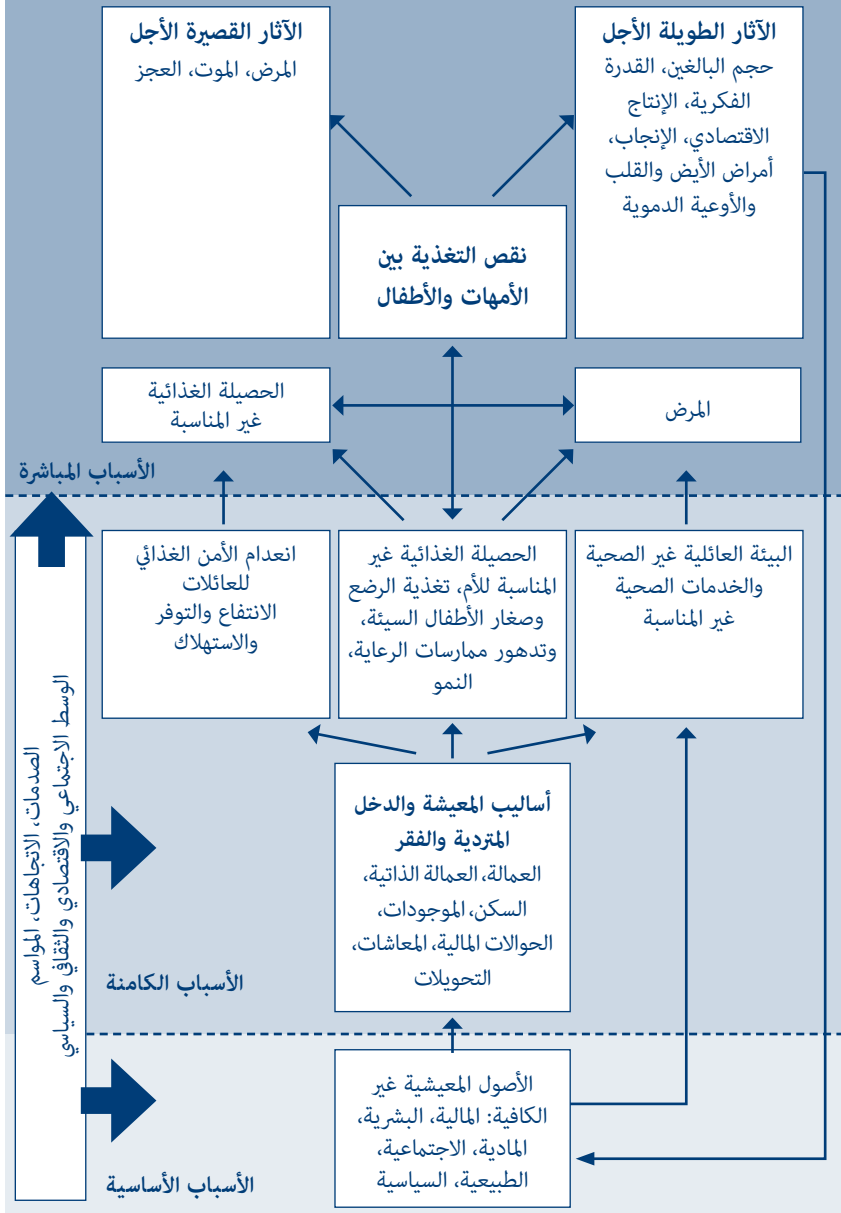 الآثار الطويلة الأجل
حجم البالغين، القدرة
الفكرية، الإنتاج
الاقتصادي، الإنجاب،
أمراض الأيض والقلب
والأوعية الدموية
الآثار القصيرة الأجل
المرض، الموت، العجز
نقص التغذية بين
الأمهات والأطفال
المرض
الحصيلة الغذائية
غير المناسبة
الأسباب المباشرة
البيئة العائلية غير الصحية
والخدمات الصحية
غير المناسبة
الحصيلة الغذائية غير
المناسبة للأم، تغذية الرضع
وصغار الأطفال السيئة،
وتدهور ممارسات الرعاية،
النمو
انعدام الأمن الغذائي
للعائلات
الانتفاع والتوفر
والاستهلاك
أساليب المعيشة والدخل
المتردية والفقر
العمالة، العمالة الذاتية،
السكن، الموجودات،
الحوالات المالية، المعاشات،
التحويلات
الأسباب الكامنة
الصدمات، الاتجاهات، المواسم
الوسط الاجتماعي والاقتصادي والثقافي والسياسي
الأصول المعيشية غير
الكافية: المالية، البشرية،
المادية، الاجتماعية،
الطبيعية، السياسية
الأسباب الأساسية